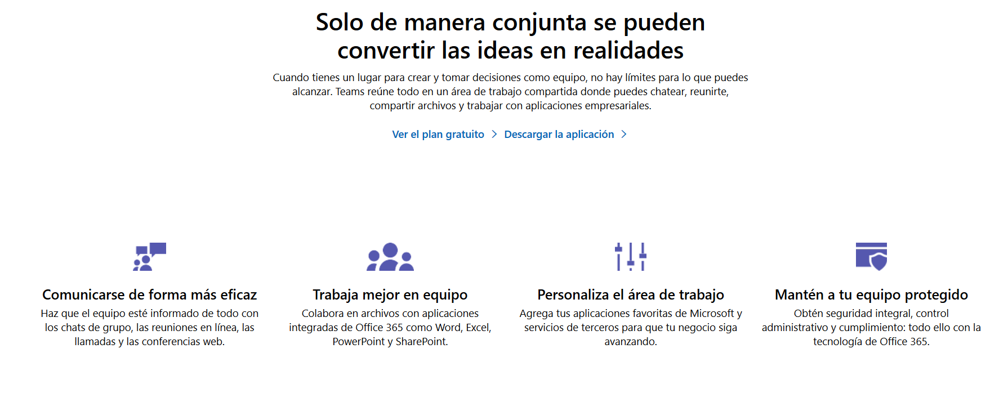 Solo de manera conjunta se pueden
convertir las ideas en realidades
Cuando tienes un lugar para crear y tomar decisiones como equipo, no hay límites para lo que puedes
alcanzar. Teams reúne todo en un área de trabajo compartida donde puedes chatear, reunirte,
compartir archivos y trabajar con aplicaciones empresariales.
Ver el plan gratuito > Descargar la aplicación >
Comunicarse de forma más eficaz
Haz que el equipo esté informado de todo con
los chats de grupo, las reuniones en línea, las
llamadas y las conferencias web.
Trabaja mejor en equipo
Colabora en archivos con aplicaciones
integradas de Office 365 como Word, Excel,
PowerPoint y SharePoint.
Personaliza el área de trabajo
Agrega tus aplicaciones favoritas de Microsoft y
servicios de terceros para que tu negocio siga
avanzando.
Mantén a tu equipo protegido
Obtén seguridad integral, control
administrativo y cumplimiento: todo ello con la
tecnología de Office 365.